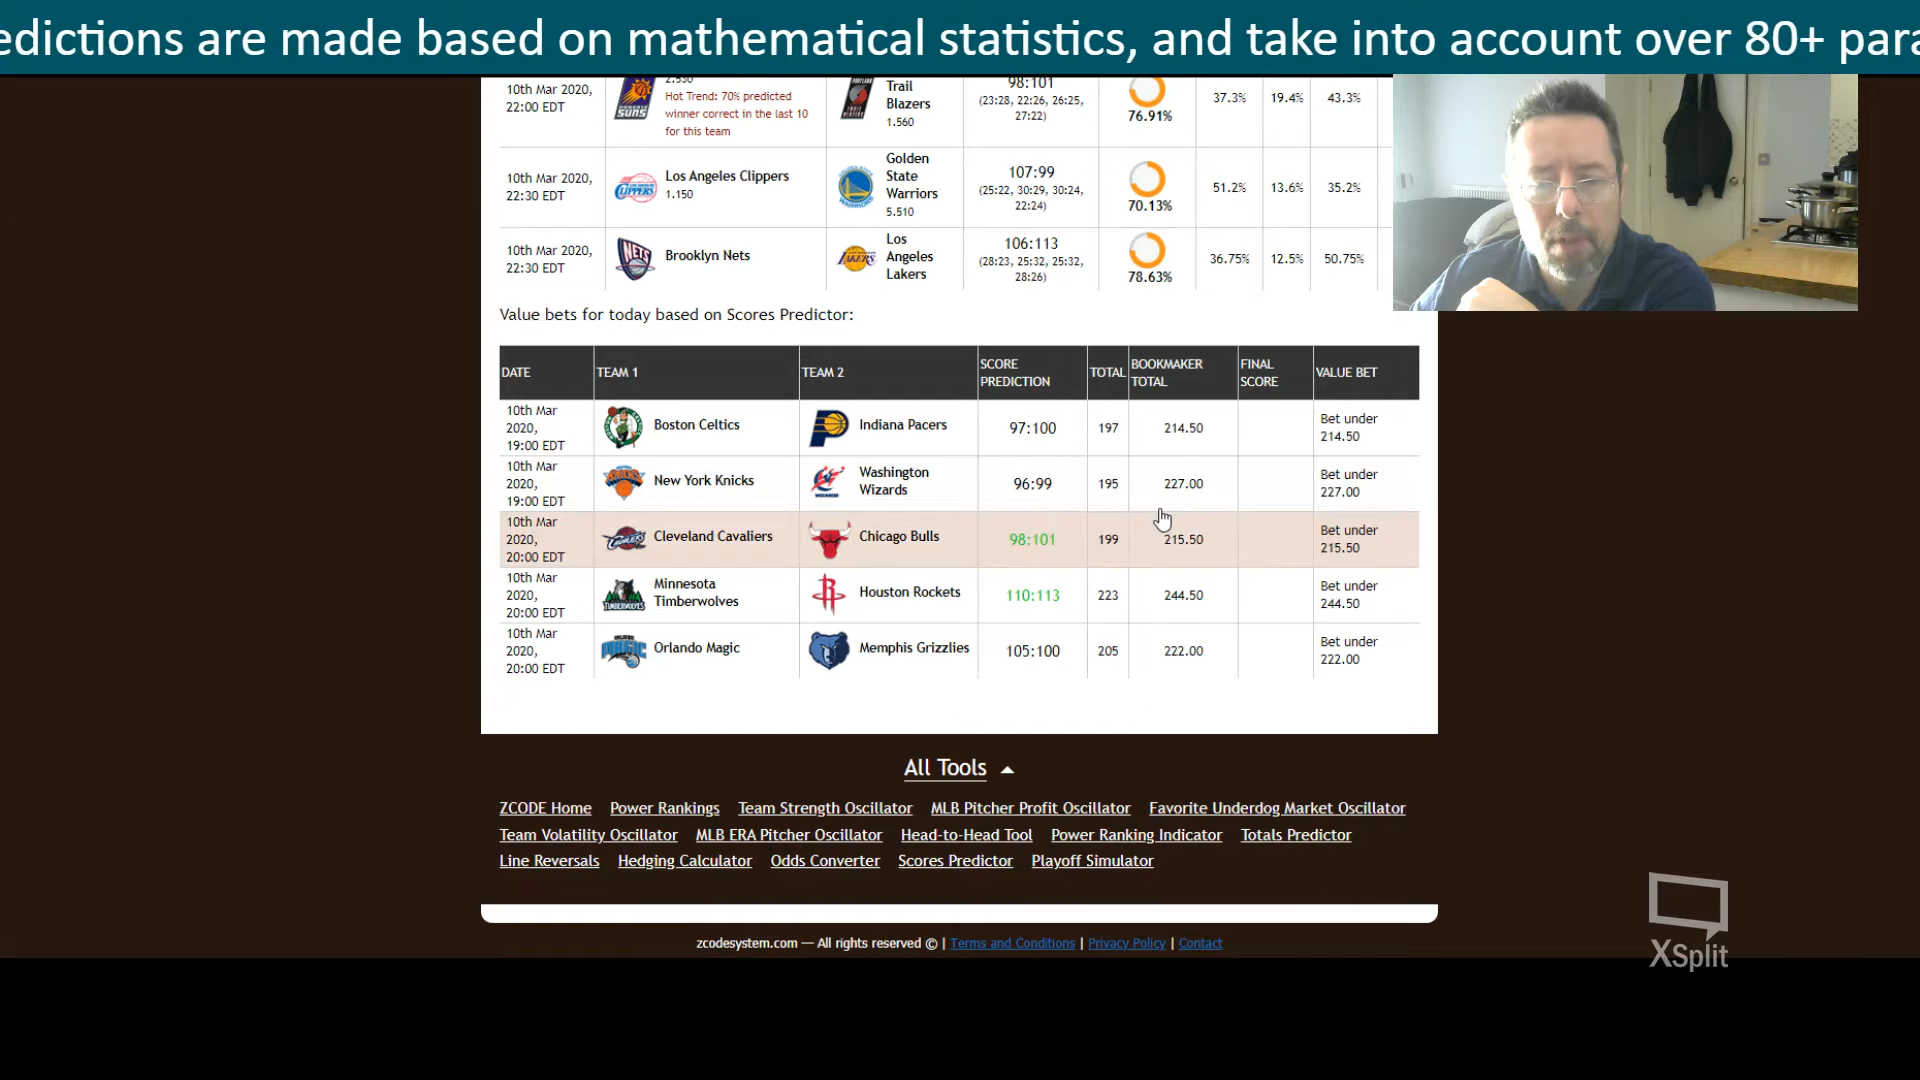 edictions are made based on mathematical statistics, and take into account over 80+ para
10th Mar 2020,
22:00 EDT
SUNS
2.530
Hot Trend: 70% predicted
winner correct in the last 10
for this team
Trail
Blazers
1.560
98:101
(23:28, 22:26, 26:25,
27:22)
76.91%
37.3%
19.4%
43.3%
10th Mar 2020,
22:30 EDT
CLIPPERS
Los Angeles Clippers
1.150
Golden
State
Warriors
5.510
107:99
(25:22, 30:29, 30:24,
22:24)
70.13%
51.2%
13.6%
35.2%
10th Mar 2020,
22:30 EDT
NETS
Brooklyn Nets
LAKERS
Los
Angeles
Lakers
106:113
(28:23, 25:32, 25:32,
28:26)
78.63%
36.75%
12.5%
50.75%
Value bets for today based on Scores Predictor:
DATE
TEAM 1
TEAM 2
SCORE
PREDICTION
TOTAL
BOOKMAKER
TOTAL
FINAL
SCORE
VALUE BET
10th Mar
2020,
19:00 EDT
Boston Celtics
Indiana Pacers
97:100
197
214.50
Bet under
214.50
10th Mar
2020,
19:00 EDT
New York Knicks
Washington
Wizards
96:99
195
227.00
Bet under
227.00
10th Mar
2020,
20:00 EDT
Cleveland Cavaliers
Chicago Bulls
98:101
199
215.50
Bet under
215.50
10th Mar
2020,
20:00 EDT
Minnesota
Timberwolves
Houston Rockets
110:113
223
244.50
Bet under
244.50
10th Mar
2020,
20:00 EDT
MAGIC
Orlando Magic
Memphis Grizzlies
105:100
205
222.00
Bet under
222.00
All Tools
ZCODE Home Power Rankings Team Strength Oscillator MLB Pitcher Profit Oscillator Favorite Underdog Market Oscillator
Team Volatility Oscillator MLB ERA Pitcher Oscillator Head-to-Head Tool Power Ranking Indicator Totals Predictor
Line Reversals Hedging Calculator Odds Converter Scores Predictor Playoff Simulator
zcodesystem.com — All rights reserved © | Terms and Conditions | Privacy Policy | Contact
XSplit